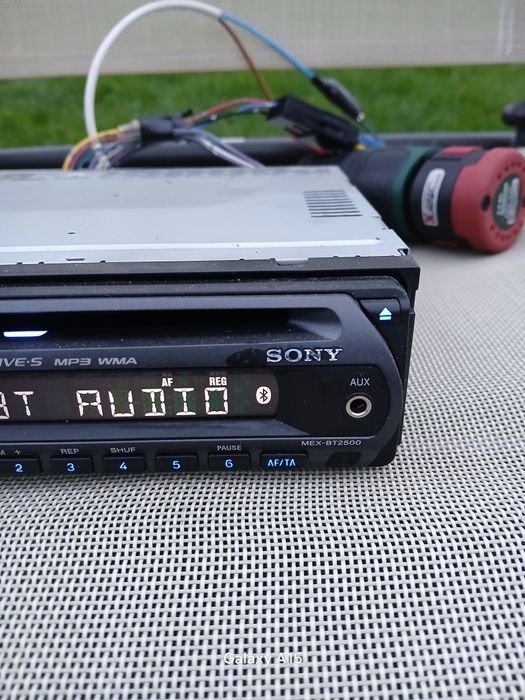 IVE·S MP3 WMA
SONY
AF REG
BT AUDIO
AUX
MEX-BT2500
M + REP SHUF PAUSE
2 3 4 5 6 AF/TA
Galaxy A15